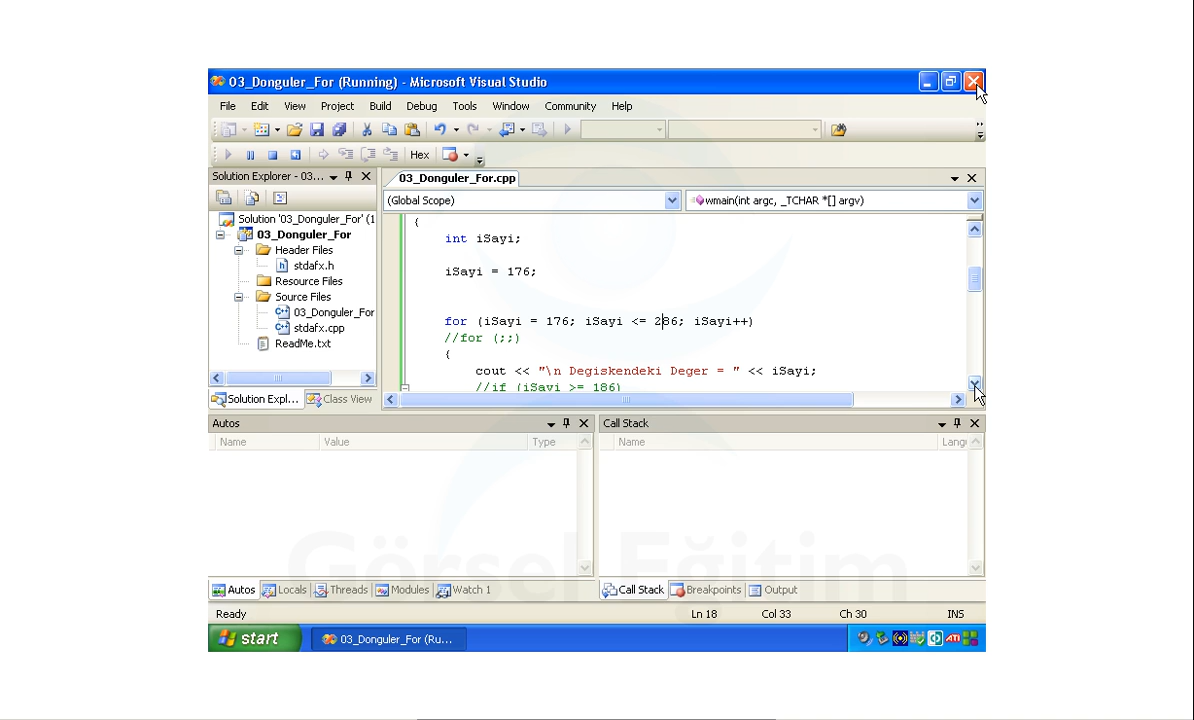 03_Donguler_For (Running) - Microsoft Visual Studio
File Edit View Project Build Debug Tools Window Community Help
Hex
Solution Explorer - 03...
03_Donguler_For.cpp
(Global Scope)
wmain(int argc, _TCHAR *[] argv)
Solution '03_Donguler_For' (1
03_Donguler_For
Header Files
stdafx.h
Resource Files
Source Files
03_Donguler_For
stdafx.cpp
ReadMe.txt
{
int iSayi;
iSayi = 176;
for (iSayi = 176; iSayi <= 286; iSayi++)
//for (;;)
{
cout << "\n Degiskendeki Deger = " << iSayi;
//if (iSayi >= 186)
Solution Expl... Class View
Autos
Name Value Type
Call Stack
Name Langu
Görsel Eğitim
Autos Locals Threads Modules Watch 1
Call Stack Breakpoints Output
Ready Ln 18 Col 33 Ch 30 INS
start 03_Donguler_For (Ru... ATI